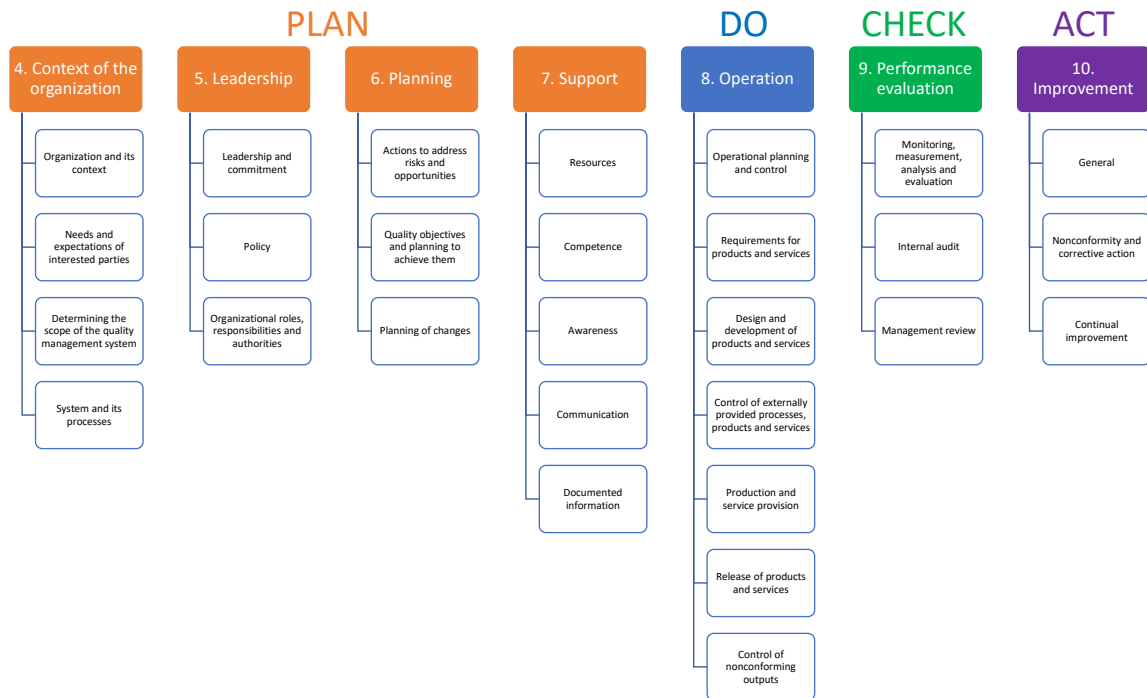 PLAN
DO
CHECK
ACT
4. Context of the
organization
5. Leadership
6. Planning
7. Support
8. Operation
9. Performance
evaluation
10.
Improvement
Organization and its
context
Needs and
expectations of
interested parties
Determining the
scope of the quality
management system
System and its
processes
Leadership and
commitment
Policy
Organizational roles,
responsibilities and
authorities
Actions to address
risks and
opportunities
Quality objectives
and planning to
achieve them
Planning of changes
Resources
Competence
Awareness
Communication
Documented
information
Operational planning
and control
Requirements for
products and services
Design and
development of
products and services
Control of externally
provided processes,
products and services
Production and
service provision
Release of products
and services
Control of
nonconforming
outputs
Monitoring,
measurement,
analysis and
evaluation
Internal audit
Management review
General
Nonconformity and
corrective action
Continual
improvement